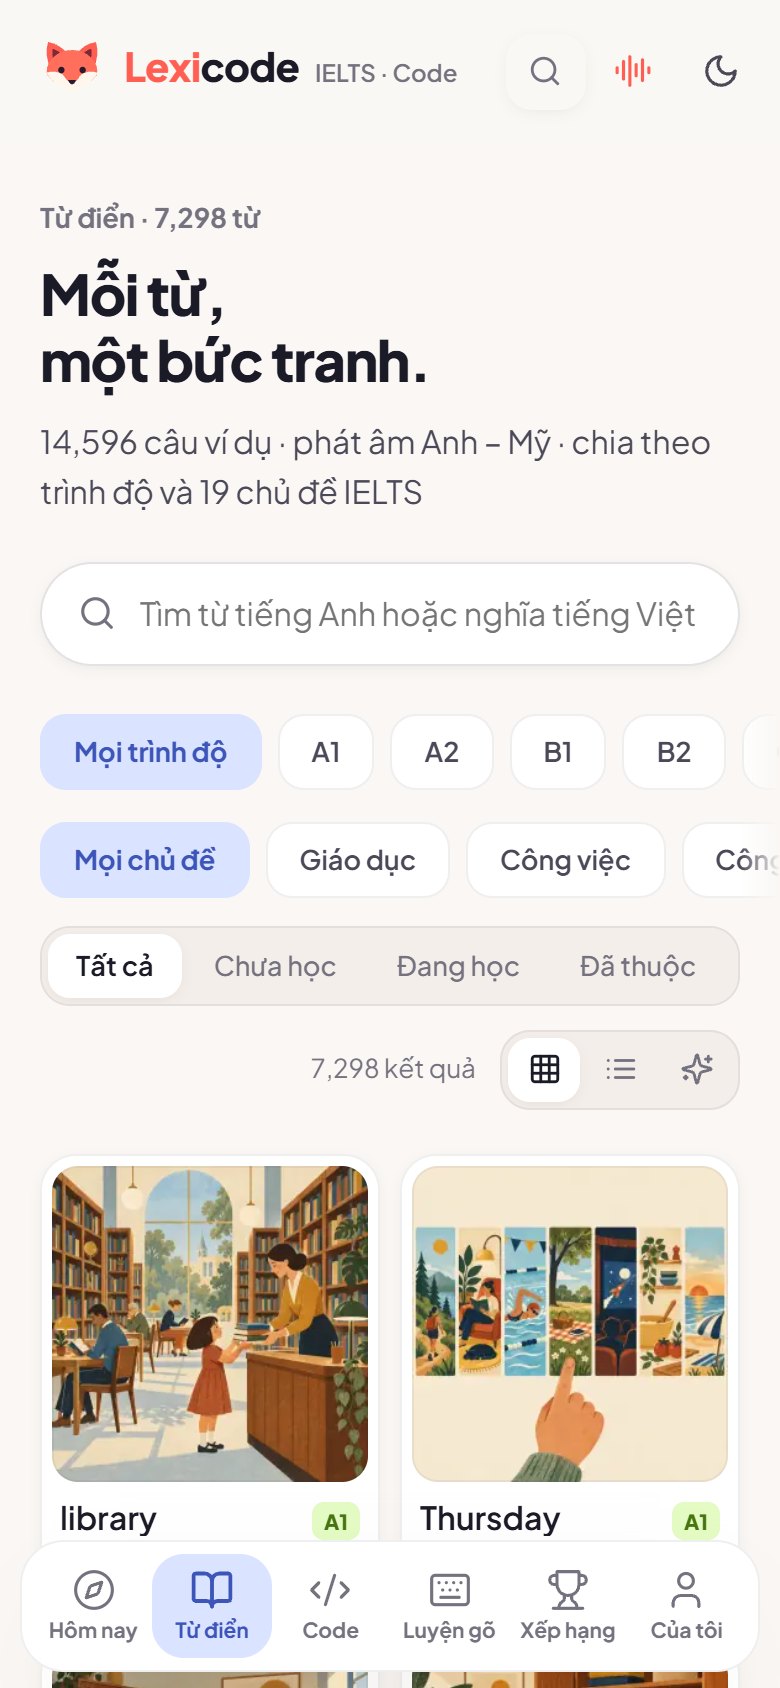 Lexicode IELTS · Code
Từ điển · 7,298 từ
Mỗi từ,
một bức tranh.
14,596 câu ví dụ · phát âm Anh – Mỹ · chia theo
trình độ và 19 chủ đề IELTS
Tìm từ tiếng Anh hoặc nghĩa tiếng Việt
Mọi trình độ A1 A2 B1 B2
Mọi chủ đề Giáo dục Công việc Công
Tất cả Chưa học Đang học Đã thuộc
7,298 kết quả
library A1 Thursday A1
Hôm nay Từ điển Code Luyện gõ Xếp hạng Của tôi